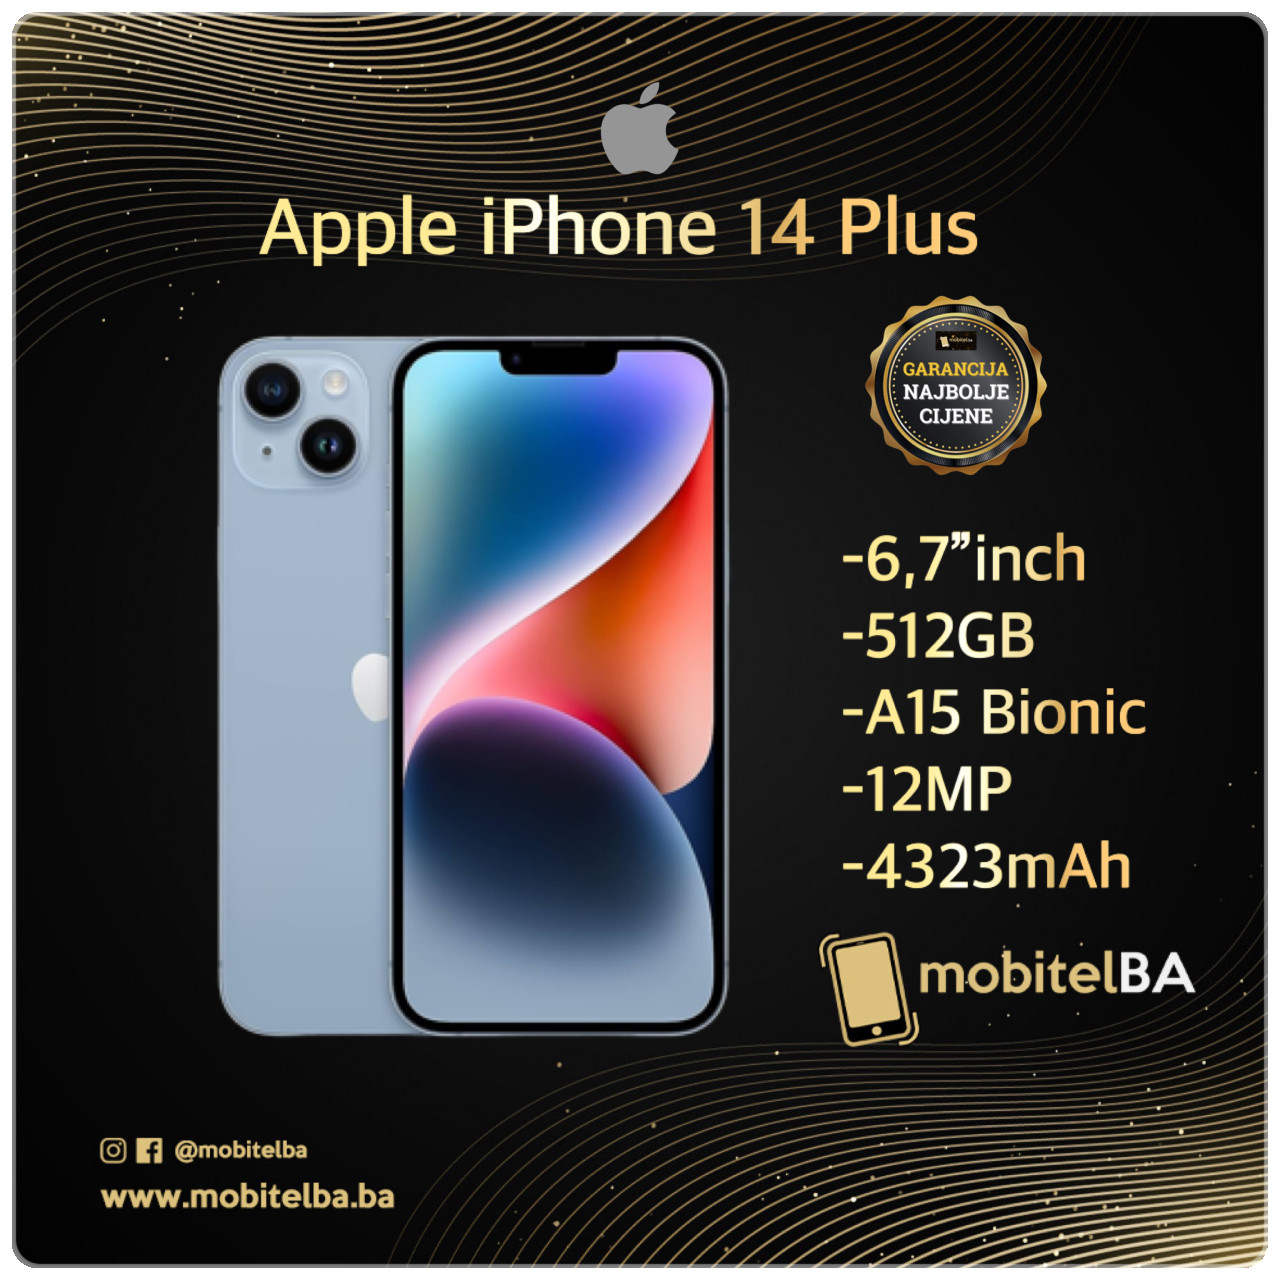 Apple iPhone 14 Plus
mobitelBA
GARANCIJA
NAJBOLJE
CIJENE
-6,7”inch
-512GB
-A15 Bionic
-12MP
-4323mAh
mobitelBA
@mobitelba
www.mobitelba.ba